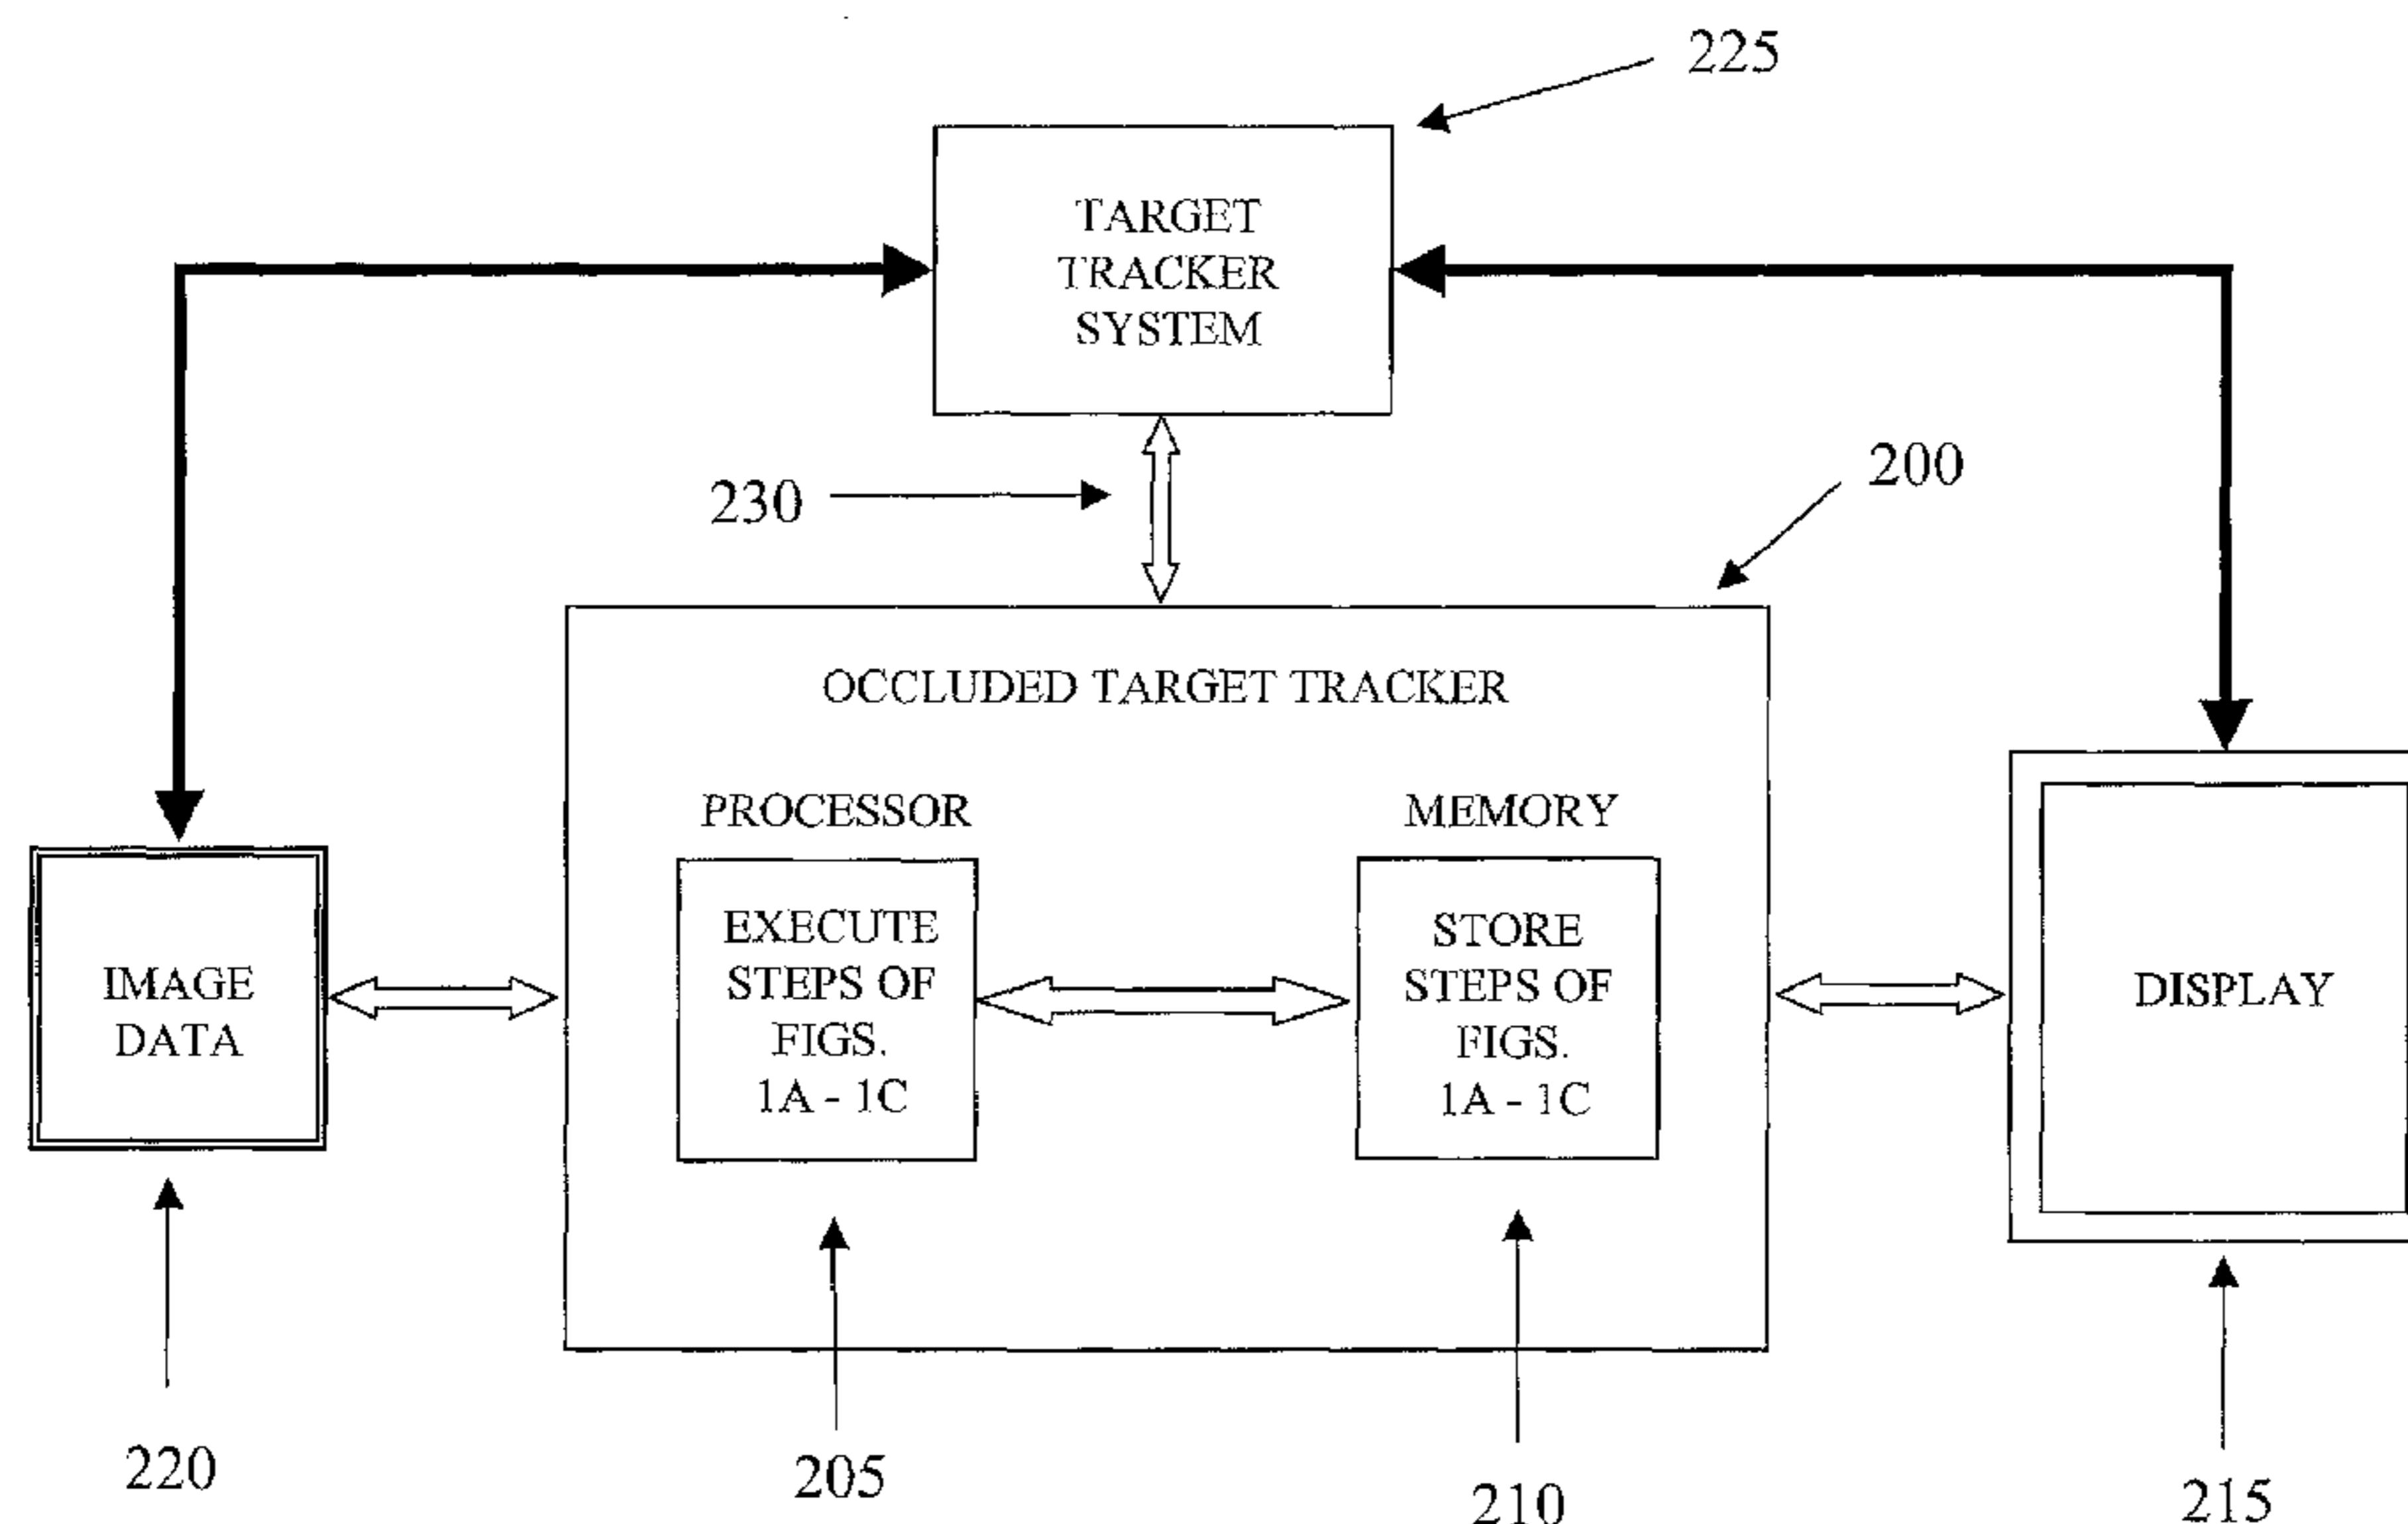 225
TARGET
TRACKER
SYSTEM
230
200
OCCLUDED TARGET TRACKER
PROCESSOR
MEMORY
IMAGE
DATA
EXECUTE
STEPS OF
FIGS.
1A - 1C
STORE
STEPS OF
FIGS.
1A - 1C
DISPLAY
220
205
210
215